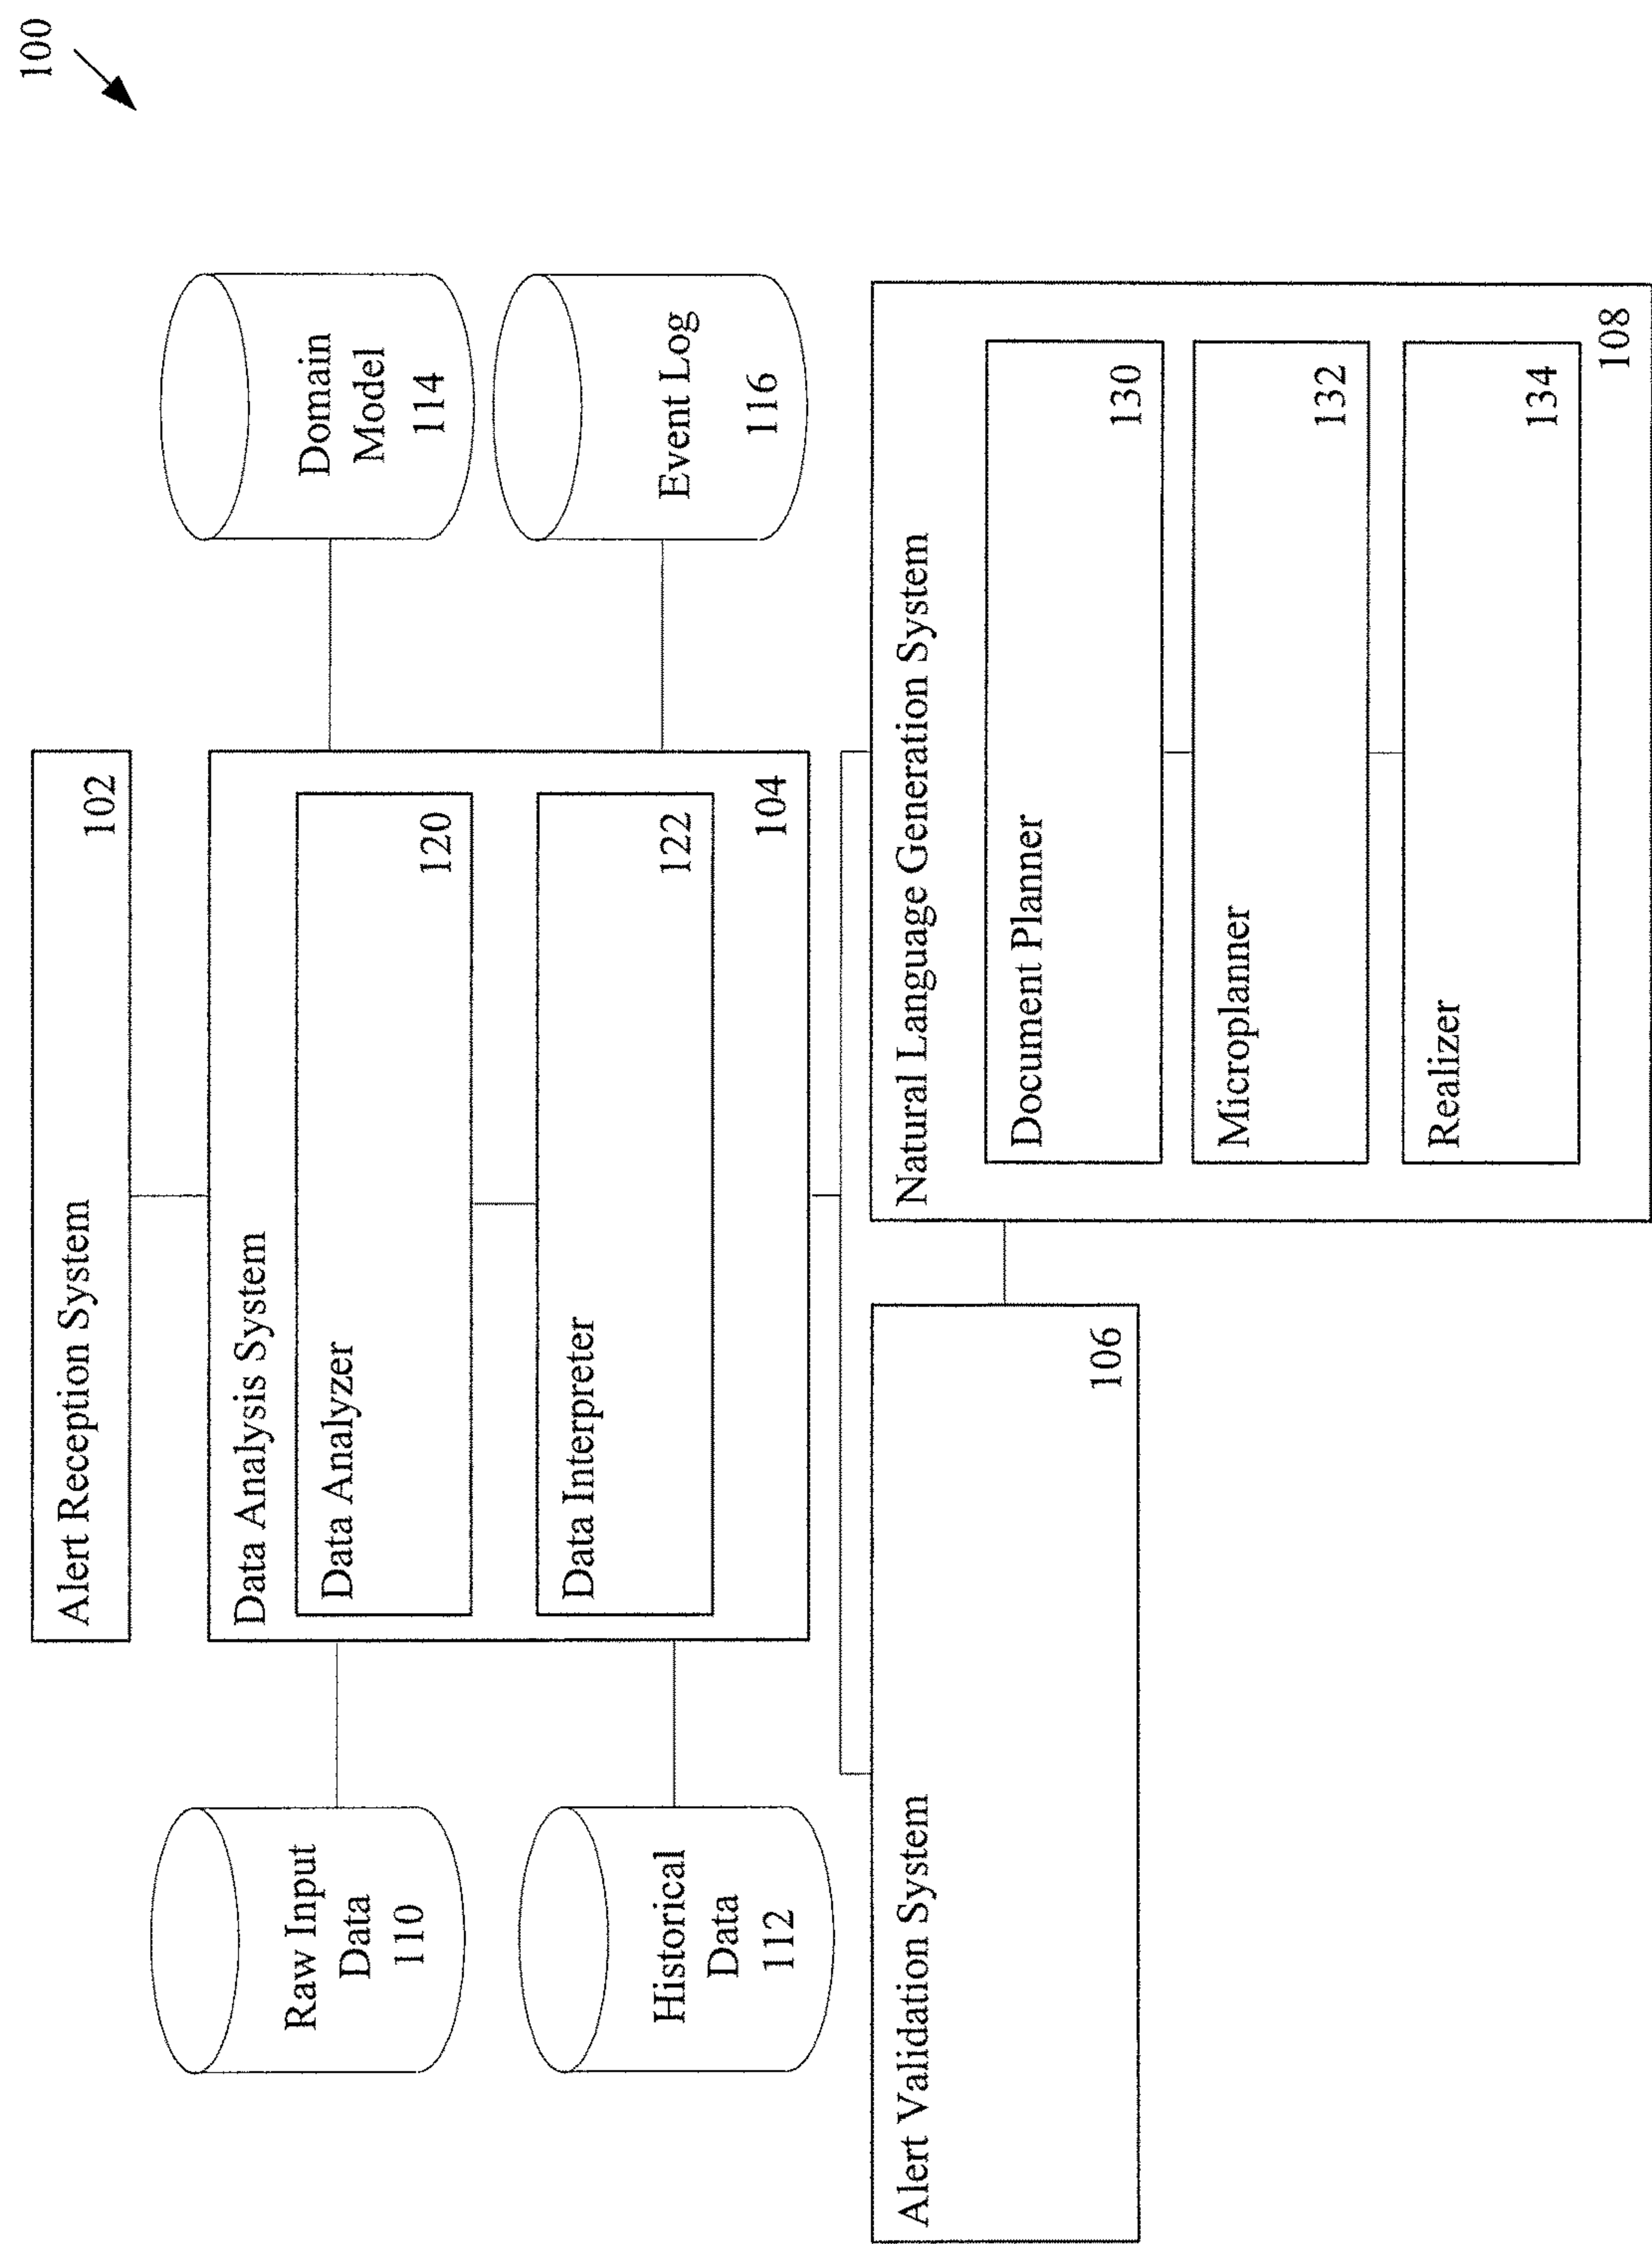 100
Alert Reception System
102
Raw Input
Data
110
Historical
Data
112
Data Analysis System
Data Analyzer
120
Data Interpreter
122
104
Domain
Model
114
Event Log
116
Alert Validation System
106
Natural Language Generation System
Document Planner
130
Microplanner
132
Realizer
134
108